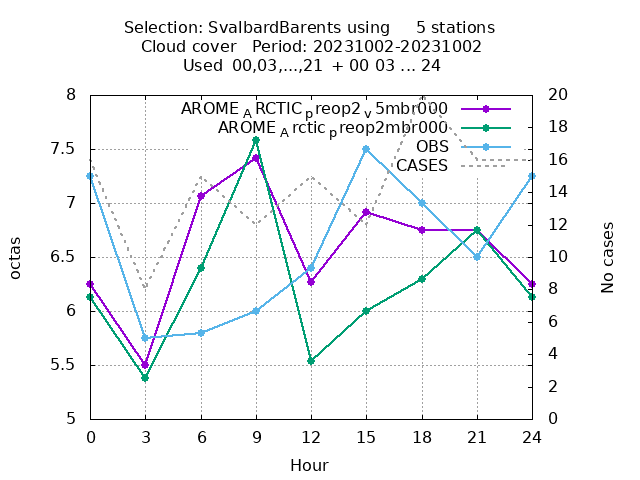 Selection: SvalbardBarents using 5 stations
Cloud cover Period: 20231002-20231002
Used 00,03,...,21 + 00 03 ... 24
AROME_ARCTIC_preop2_v5mbr000
AROME_Arctic_preop2mbr000
OBS
CASES
8
7.5
7
6.5
6
5.5
5
20
18
16
14
12
10
8
6
4
2
0
octas
No cases
0 3 6 9 12 15 18 21 24
Hour